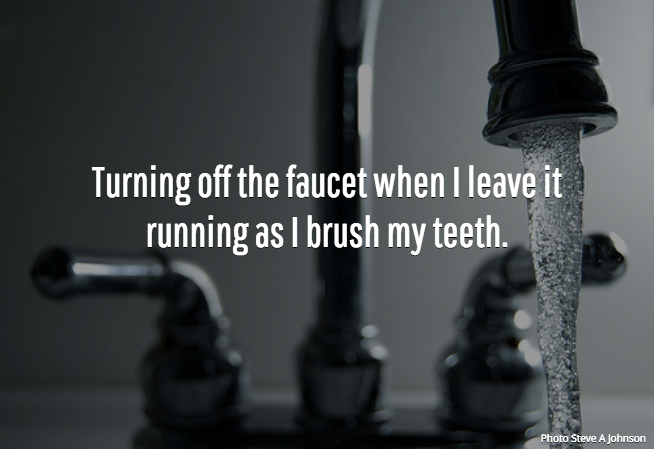 Turning off the faucet when I leave it
running as I brush my teeth.
Photo Steve A Johnson